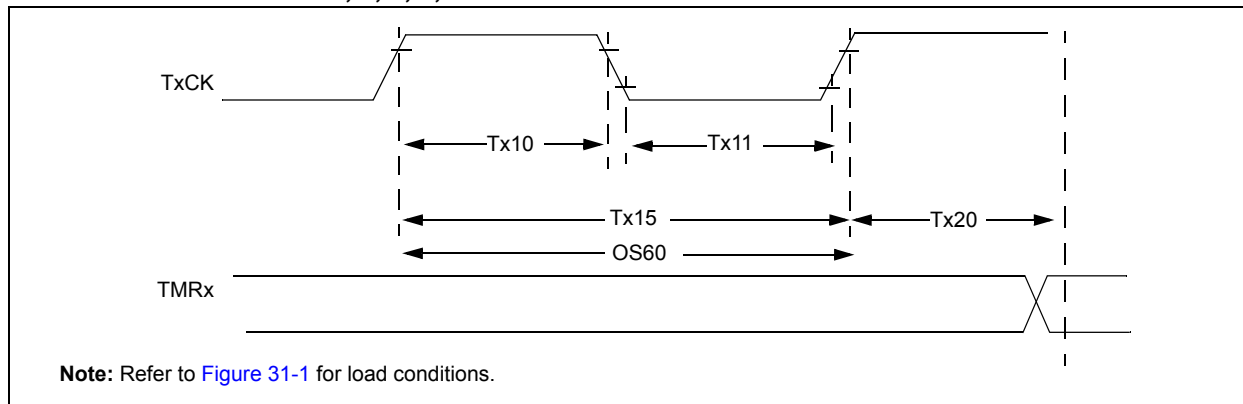 TxCK
Tx10
Tx11
Tx15
Tx20
OS60
TMRx
Note: Refer to Figure 31-1 for load conditions.